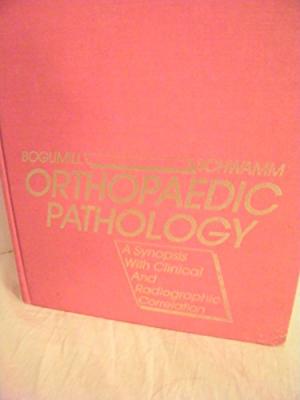 BOGUMILL SCHWAMM
ORTHOPAEDIC
PATHOLOGY
A Synopsis
With Clinical
And
Radiographic
Correlation